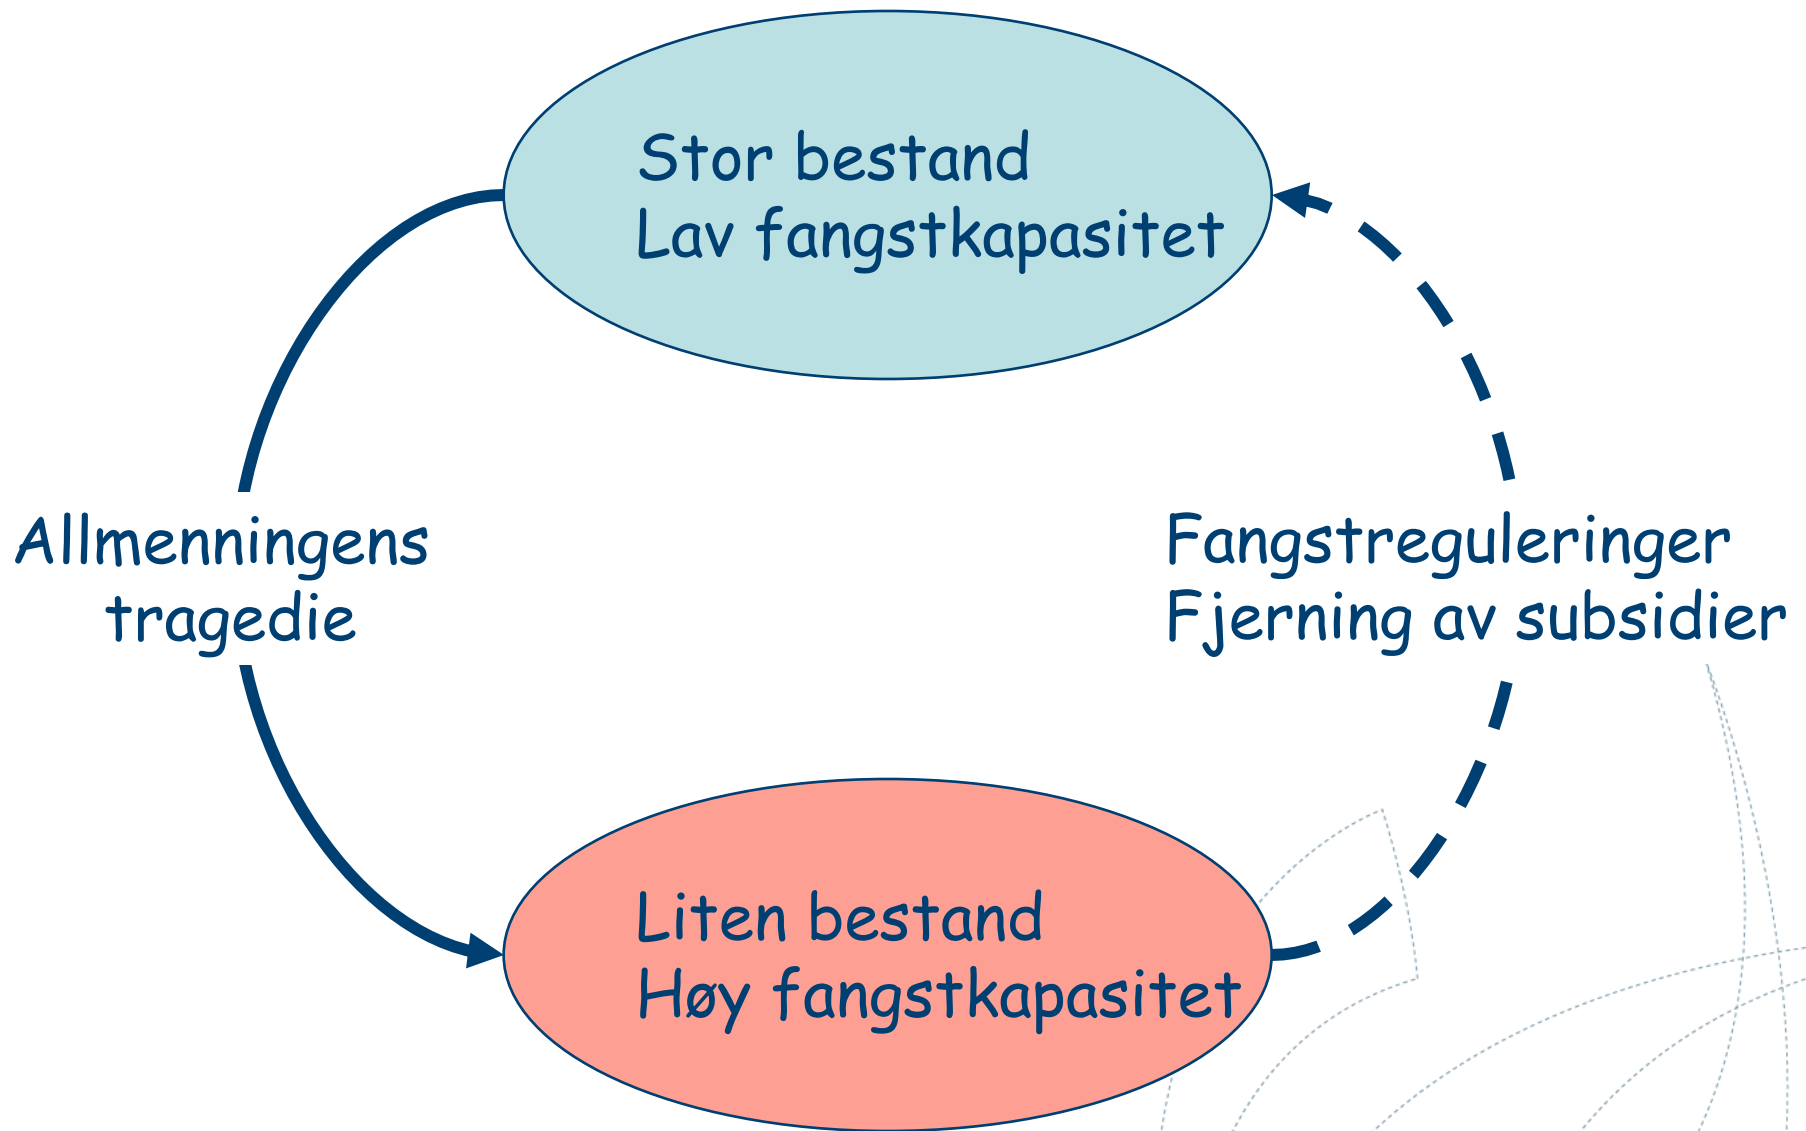 Stor bestand
Lav fangstkapasitet
Allmenningens
tragedie
Fangstreguleringer
Fjerning av subsidier
Liten bestand
Høy fangstkapasitet